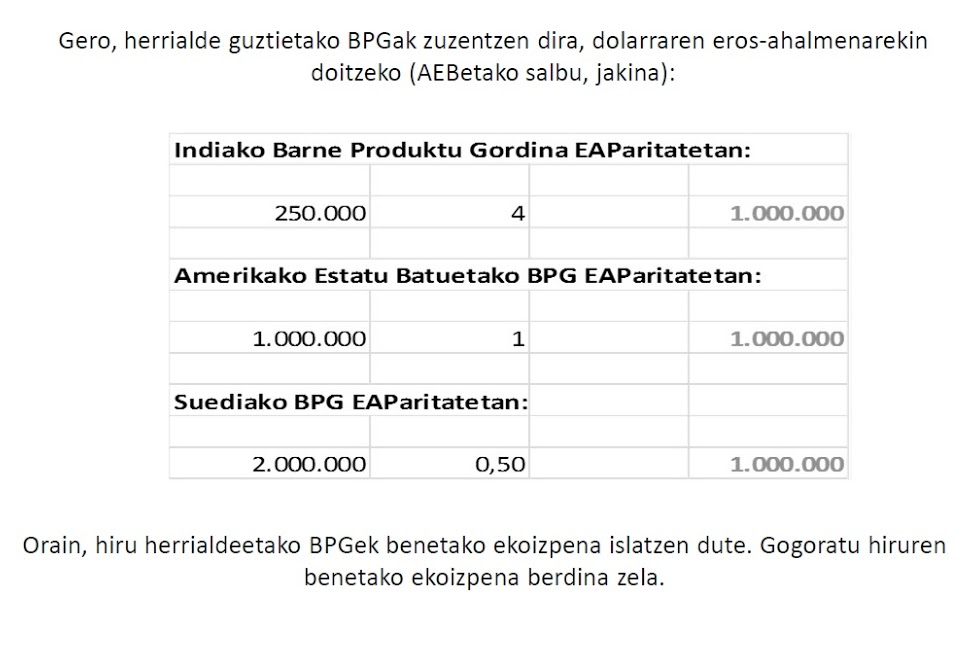 Gero, herrialde guztietako BPGak zuzentzen dira, dolarraren eros-ahalmenarekin
doitzeko (AEBetako salbu, jakina):
Indiako Barne Produktu Gordina EAParitatetan:
250.000 4 1.000.000
Amerikako Estatu Batuetako BPG EAParitatetan:
1.000.000 1 1.000.000
Suediako BPG EAParitatetan:
2.000.000 0,50 1.000.000
Orain, hiru herrialdeetako BPGek benetako ekoizpena islatzen dute. Gogoratu hiruren
benetako ekoizpena berdina zela.